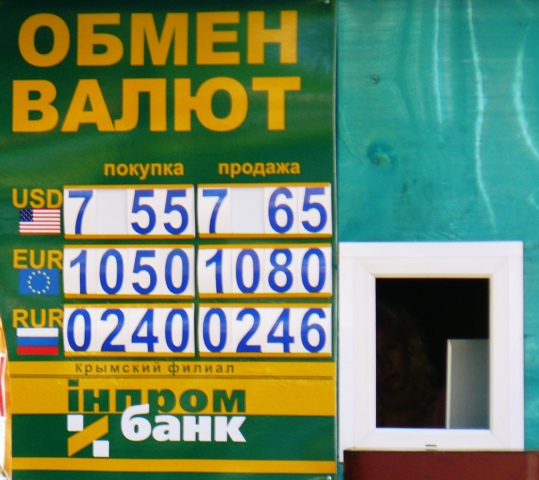 ОБМЕН
ВАЛЮТ
покупка продажа
USD 7 55 7 65
EUR 1050 1080
RUR 0240 0246
Крымский филиал
інпром
банк